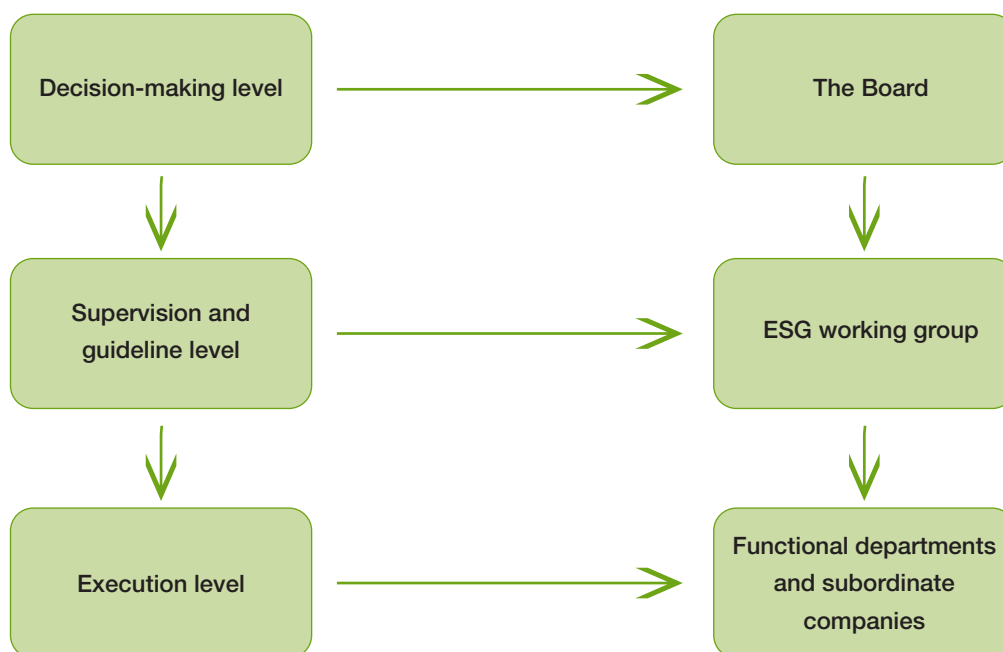 Decision-making level
The Board
Supervision and
guideline level
ESG working group
Execution level
Functional departments
and subordinate
companies